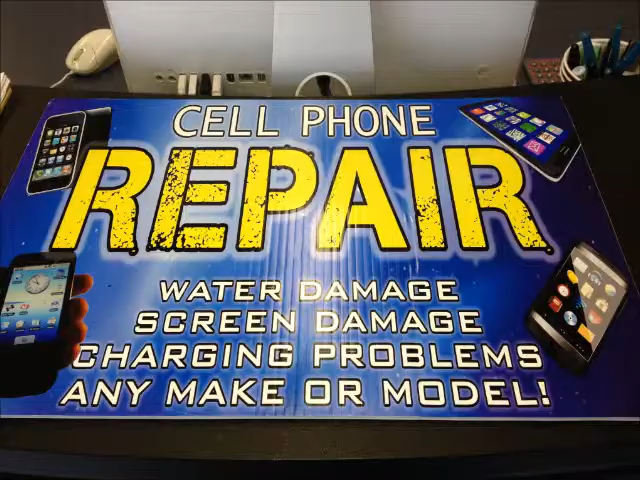 CELL PHONE
REPAIR
WATER DAMAGE
SCREEN DAMAGE
CHARGING PROBLEMS
ANY MAKE OR MODEL!